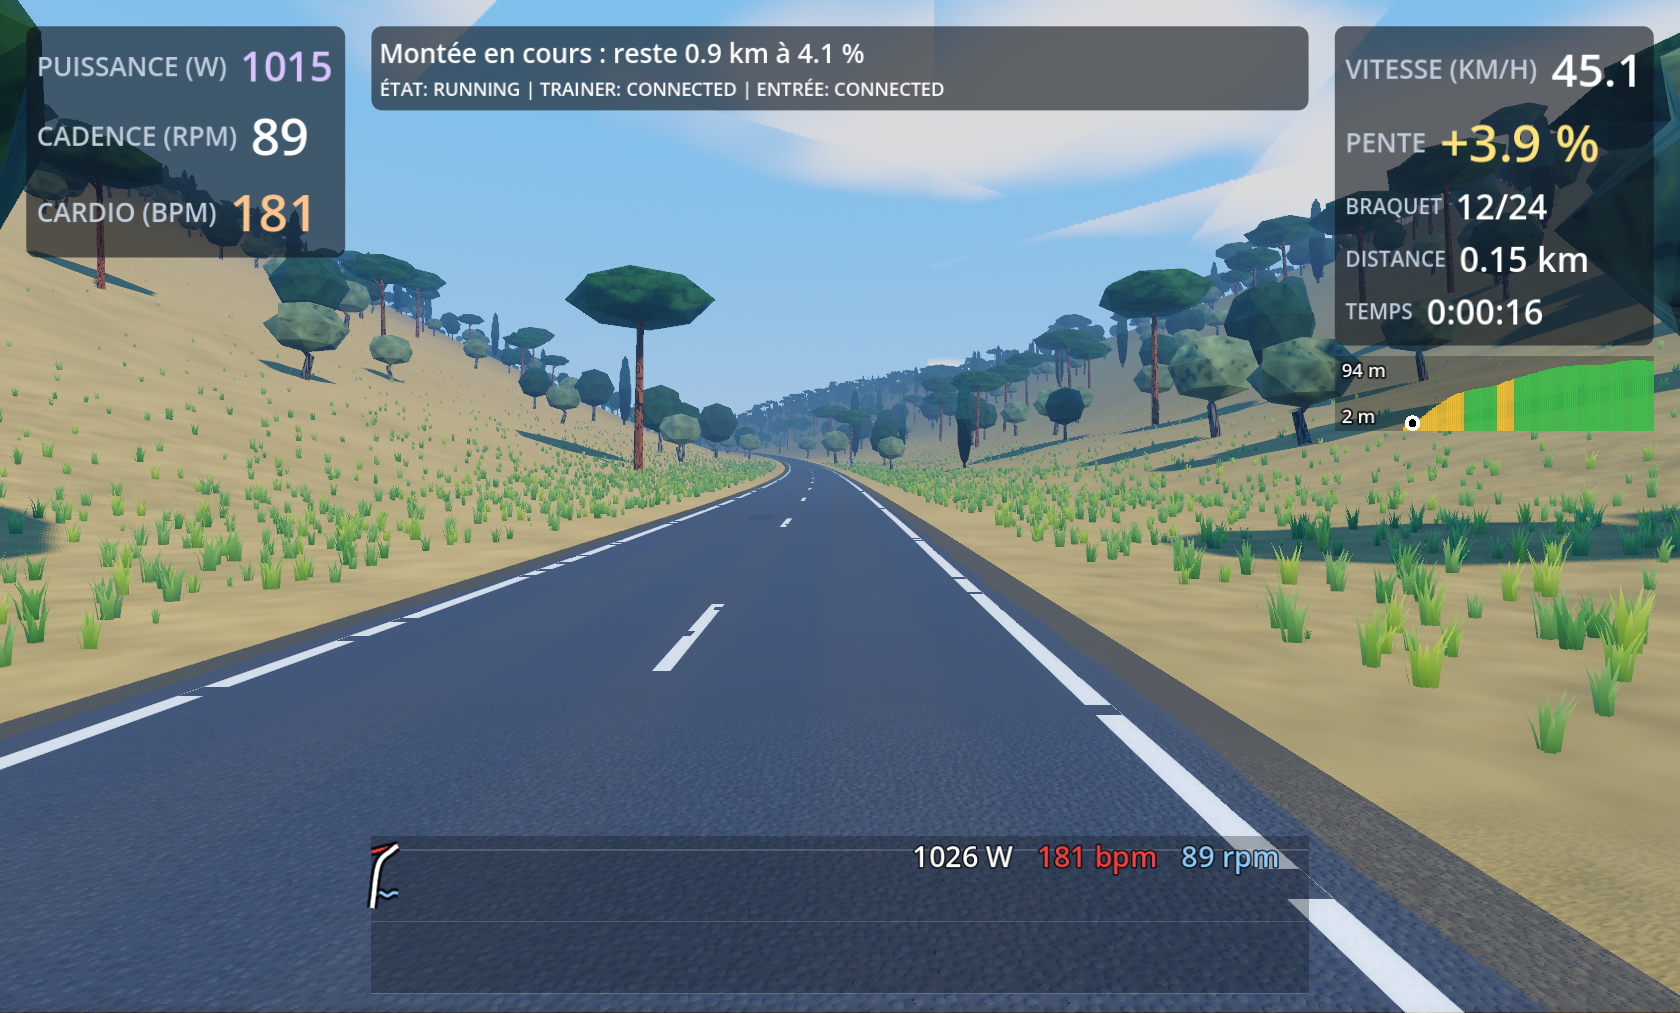 PUISSANCE (W) 1015
CADENCE (RPM) 89
CARDIO (BPM) 181
Montée en cours : reste 0.9 km à 4.1 %
ÉTAT: RUNNING | TRAINER: CONNECTED | ENTRÉE: CONNECTED
VITESSE (KM/H) 45.1
PENTE +3.9 %
BRAQUET 12/24
DISTANCE 0.15 km
TEMPS 0:00:16
94 m
2 m
1026 W 181 bpm 89 rpm